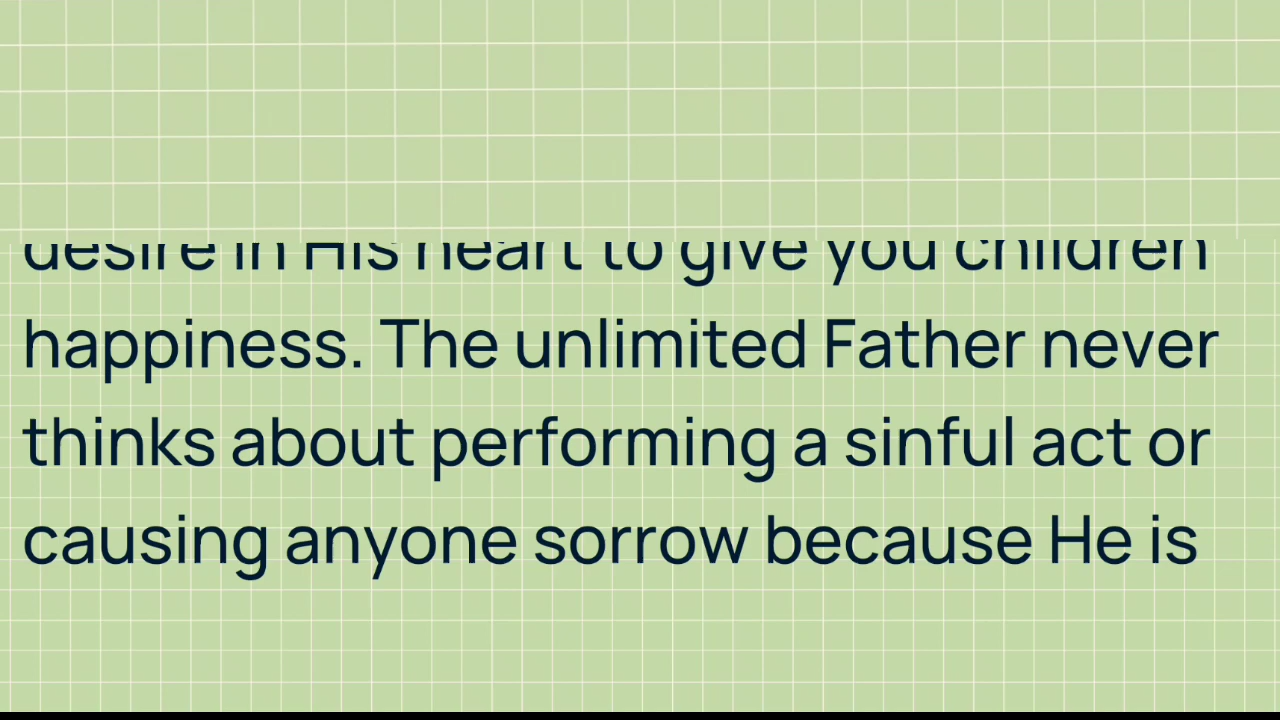 desire in His heart to give you children
happiness. The unlimited Father never
thinks about performing a sinful act or
causing anyone sorrow because He is